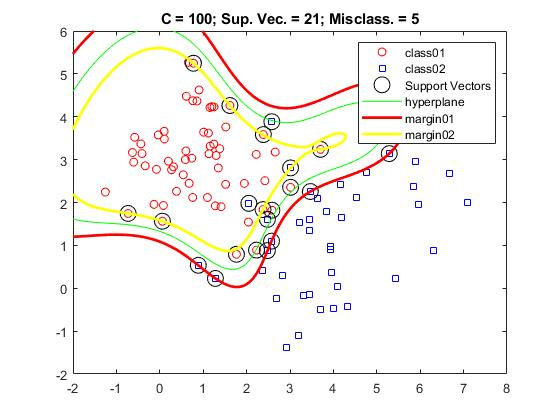 C = 100; Sup. Vec. = 21; Misclass. = 5
6
5
4
3
2
1
0
-1
-2
-2 -1 0 1 2 3 4 5 6 7 8
class01
class02
Support Vectors
hyperplane
margin01
margin02